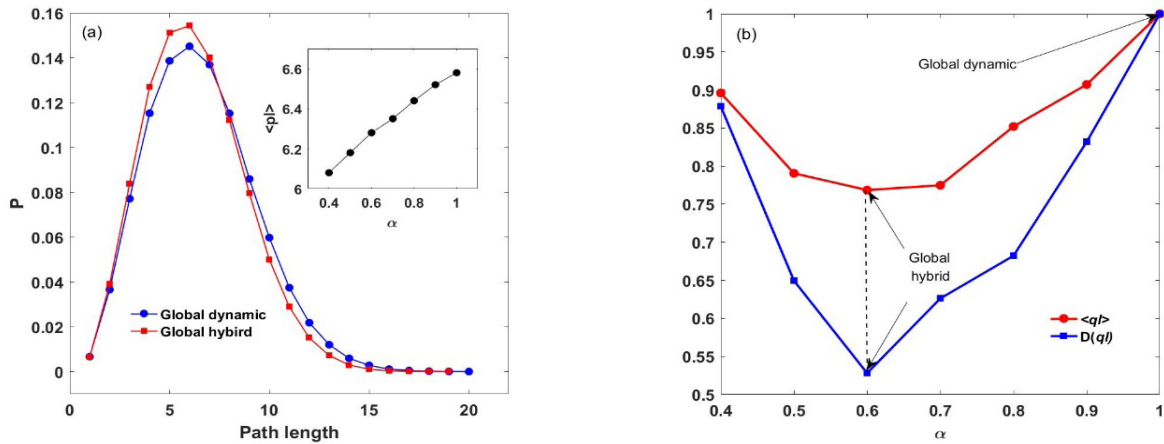 (a)
0.16
0.14
0.12
0.1
0.08
0.06
0.04
0.02
0
P
0 5 10 15 20
Path length
Global dynamic
Global hybird
6.6
6.4
6.2
6
<pl>
0.4 0.6 0.8 1
α
(b)
1
0.95
0.9
0.85
0.8
0.75
0.7
0.65
0.6
0.55
0.5
0.4 0.5 0.6 0.7 0.8 0.9 1
α
Global dynamic
Global
hybrid
<ql>
D(ql)